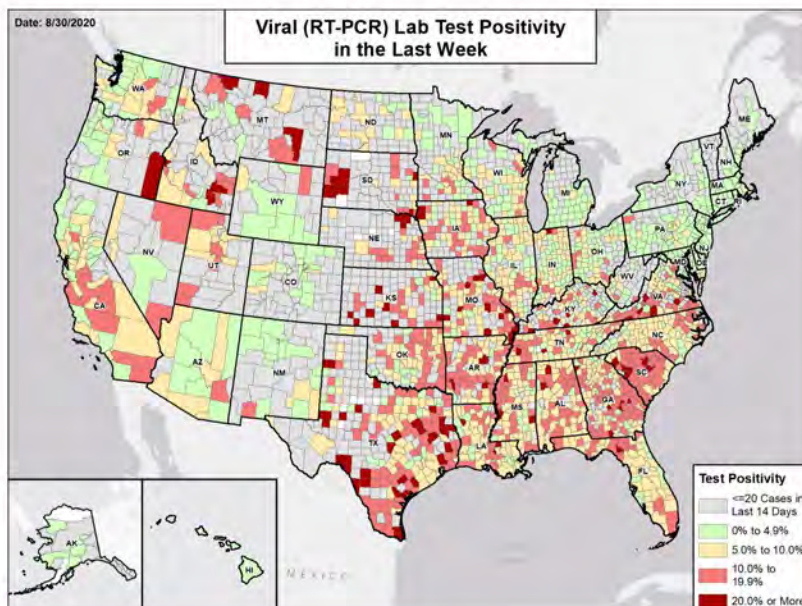 Date: 8/30/2020
Viral (RT-PCR) Lab Test Positivity
in the Last Week
WA
MT
ND
MN
ME
OR
ID
SD
WI
VT
NH
NY
MA
CT
WY
MI
IA
NE
PA
NJ
NV
UT
CO
IL
IN
OH
MD
DE
WV
CA
KS
MO
KY
VA
AZ
NM
OK
AR
TN
NC
SC
MS
AL
GA
TX
LA
FL
AK
HI
MEXICO
Test Positivity
<=20 Cases in
Last 14 Days
0% to 4.9%
5.0% to 10.0%
10.0% to
19.9%
20.0% or More